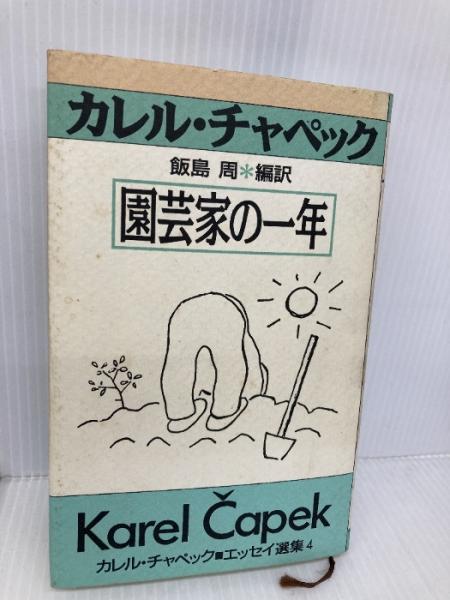 カレル・チャペック
飯島 周＊編訳
園芸家の一年
Karel Čapek
カレル・チャペック■エッセイ選集4